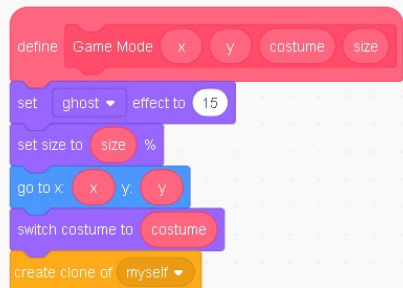 define Game Mode x y costume size
set ghost effect to 15
set size to size %
go to x: x y: y
switch costume to costume
create clone of myself